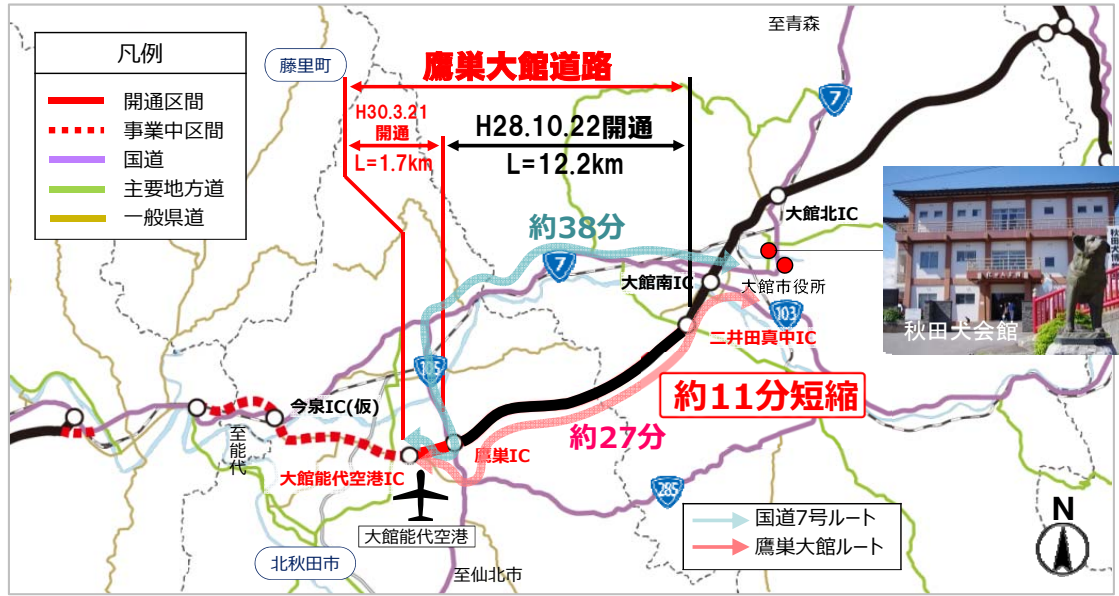 凡例
開通区間
事業中区間
国道
主要地方道
一般県道
藤里町
鷹巣大館道路
至青森
H30.3.21
開通
L=1.7km
H28.10.22開通
L=12.2km
7
約38分
7
大館北IC
大館南IC
大館市役所
103
二井田真中IC
秋田犬会館
105
約11分短縮
約27分
今泉IC(仮)
至能代
大館能代空港IC
鷹巣IC
285
大館能代空港
北秋田市
至仙北市
国道7号ルート
鷹巣大館ルート
N